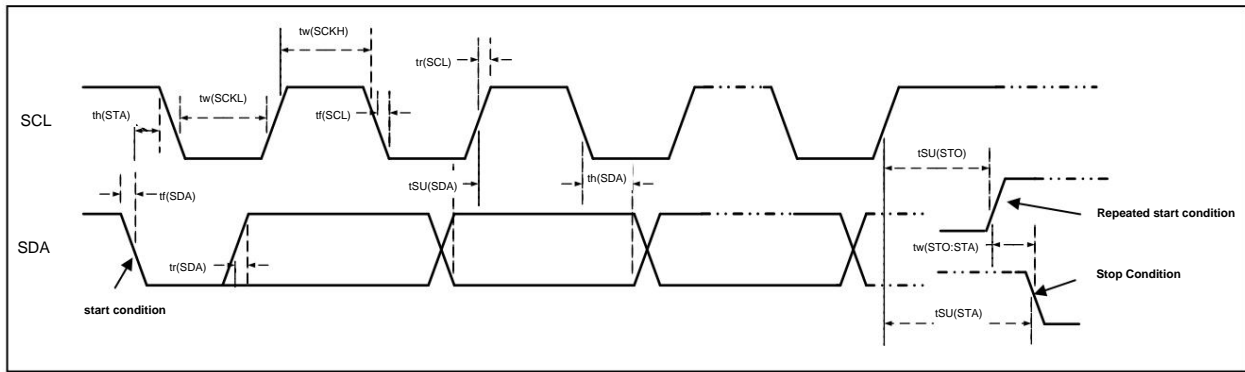 tw(SCKH)
tr(SCL)
tw(SCKL)
th(STA)
tf(SCL)
SCL
tSU(STO)
tSU(SDA)
th(SDA)
tf(SDA)
Repeated start condition
SDA
tw(STO:STA)
tr(SDA)
Stop Condition
start condition
tSU(STA)